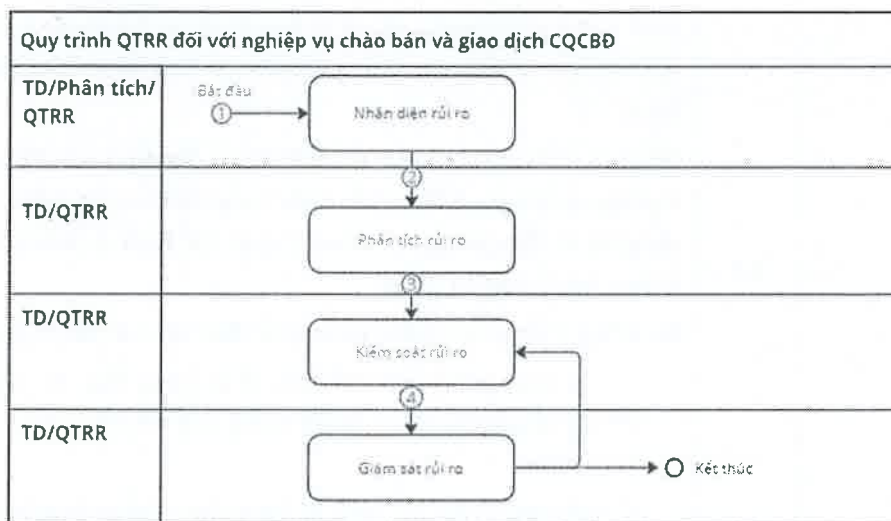 Quy trình QTRR đối với nghiệp vụ chào bán và giao dịch CQCBĐ
TD/Phân tích/
QTRR
Bắt đầu
1
Nhận diện rủi ro
2
TD/QTRR
Phân tích rủi ro
3
TD/QTRR
Kiểm soát rủi ro
4
TD/QTRR
Giám sát rủi ro
Kết thúc